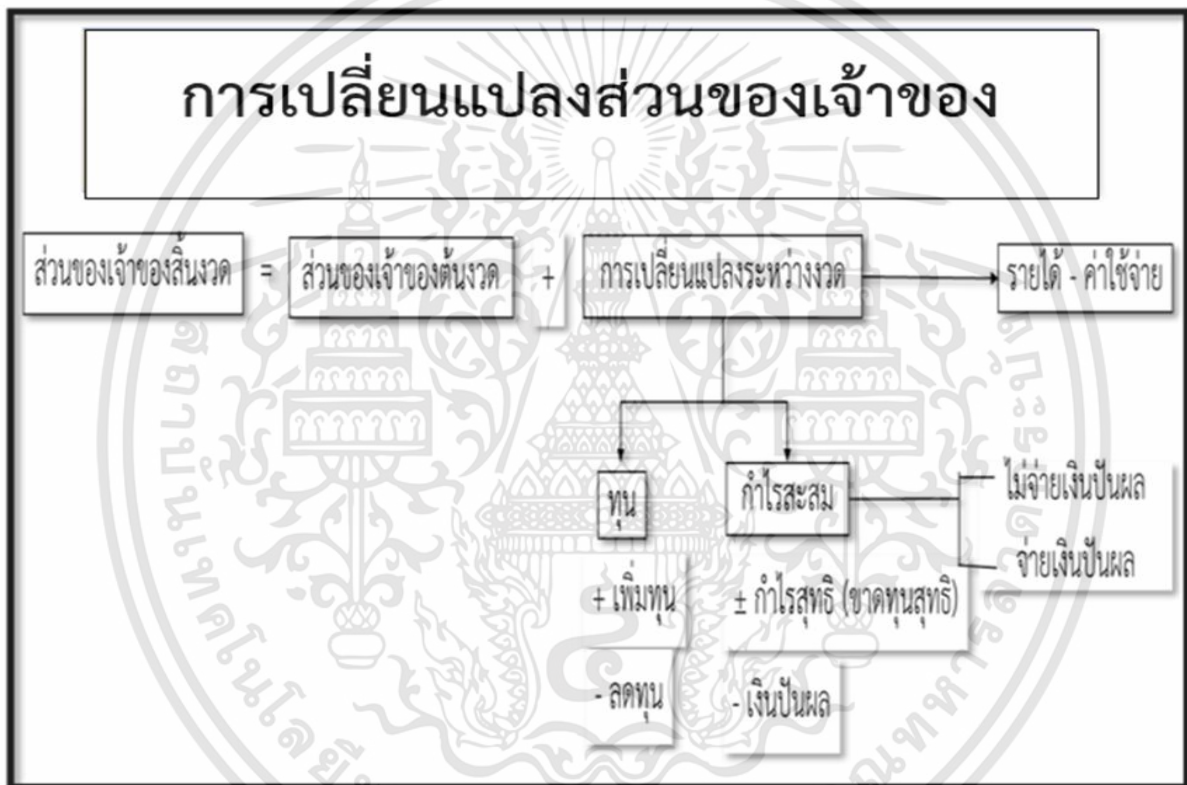 การเปลี่ยนแปลงส่วนของเจ้าของ
ส่วนของเจ้าของสิ้นงวด = ส่วนของเจ้าของต้นงวด + การเปลี่ยนแปลงระหว่างงวด รายได้ - ค่าใช้จ่าย
ทุน กำไรสะสม ไม่จ่ายเงินปันผล
จ่ายเงินปันผล
+ เพิ่มทุน ± กำไรสุทธิ (ขาดทุนสุทธิ)
- ลดทุน - เงินปันผล